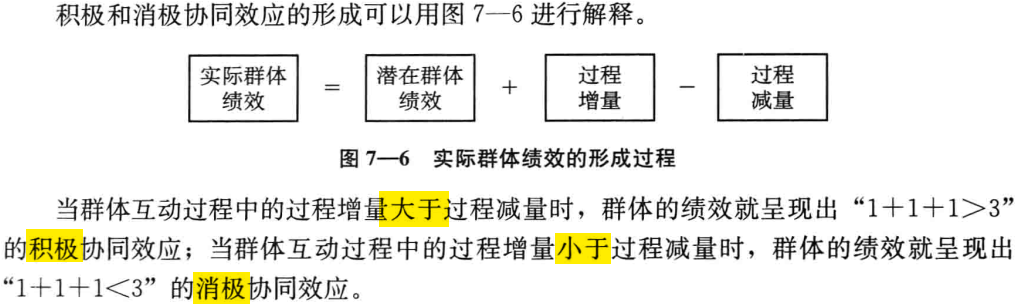 积极和消极协同效应的形成可以用图 7—6 进行解释。
实际群体绩效 = 潜在群体绩效 + 过程增量 − 过程减量
图 7—6 实际群体绩效的形成过程
当群体互动过程中的过程增量大于过程减量时，群体的绩效就呈现出“1+1+1>3”
的积极协同效应；当群体互动过程中的过程增量小于过程减量时，群体的绩效就呈现出
“1+1+1<3”的消极协同效应。